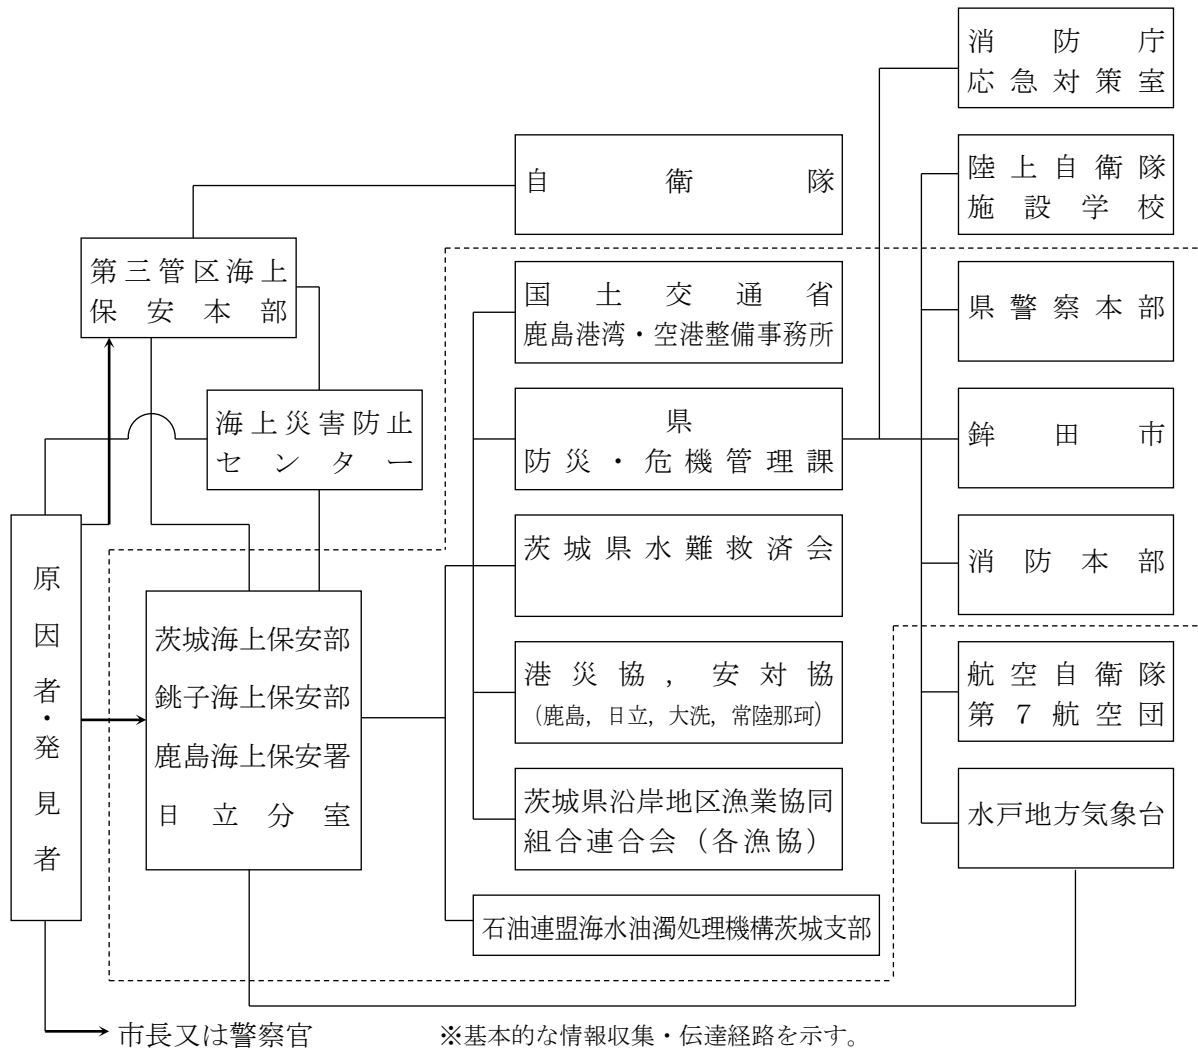 消防庁
応急対策室
自衛隊
陸上自衛隊
施設学校
第三管区海上
保安本部
国土交通省
鹿島港湾・空港整備事務所
県警察本部
海上災害防止
センター
県
防災・危機管理課
鉾田市
原因者・発見者
茨城県水難救済会
消防本部
茨城海上保安部
銚子海上保安部
鹿島海上保安署
日立分室
港災協，安対協
（鹿島，日立，大洗，常陸那珂）
航空自衛隊
第７航空団
茨城県沿岸地区漁業協同
組合連合会（各漁協）
水戸地方気象台
石油連盟海水油濁処理機構茨城支部
市長又は警察官
※基本的な情報収集・伝達経路を示す。